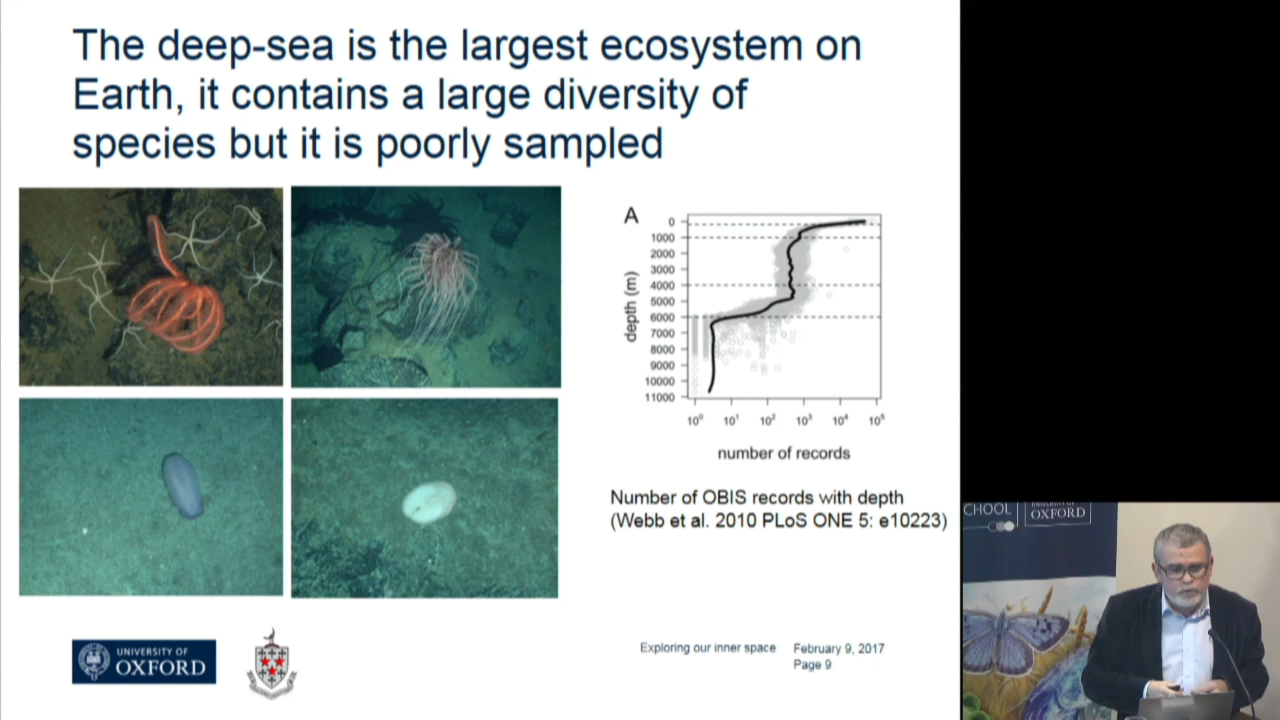 The deep-sea is the largest ecosystem on
Earth, it contains a large diversity of
species but it is poorly sampled
A
0
1000
2000
3000
4000
5000
6000
7000
8000
9000
10000
11000
depth (m)
10⁰ 10¹ 10² 10³ 10⁴ 10⁵
number of records
Number of OBIS records with depth
(Webb et al. 2010 PLoS ONE 5: e10223)
UNIVERSITY OF
OXFORD
Exploring our inner space February 9, 2017
Page 9
CHOOL
UNIVERSITY OF
OXFORD